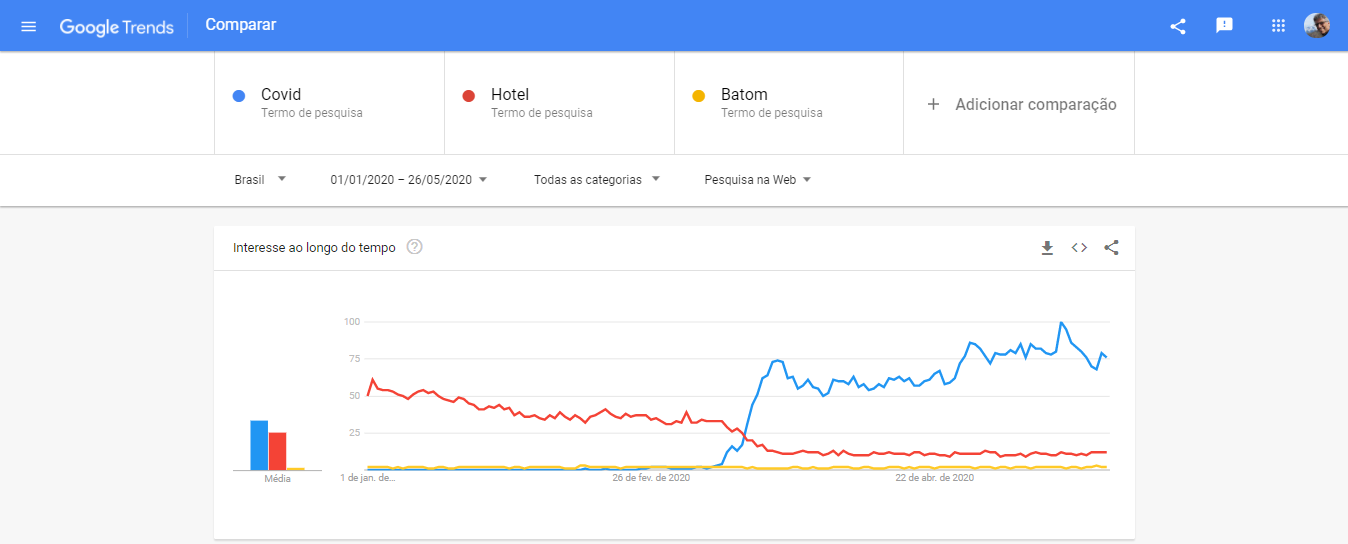 Google Trends
Comparar
Covid
Termo de pesquisa
Hotel
Termo de pesquisa
Batom
Termo de pesquisa
+ Adicionar comparação
Brasil
01/01/2020 – 26/05/2020
Todas as categorias
Pesquisa na Web
Interesse ao longo do tempo
100
75
50
25
Média
1 de jan. de...
26 de fev. de 2020
22 de abr. de 2020